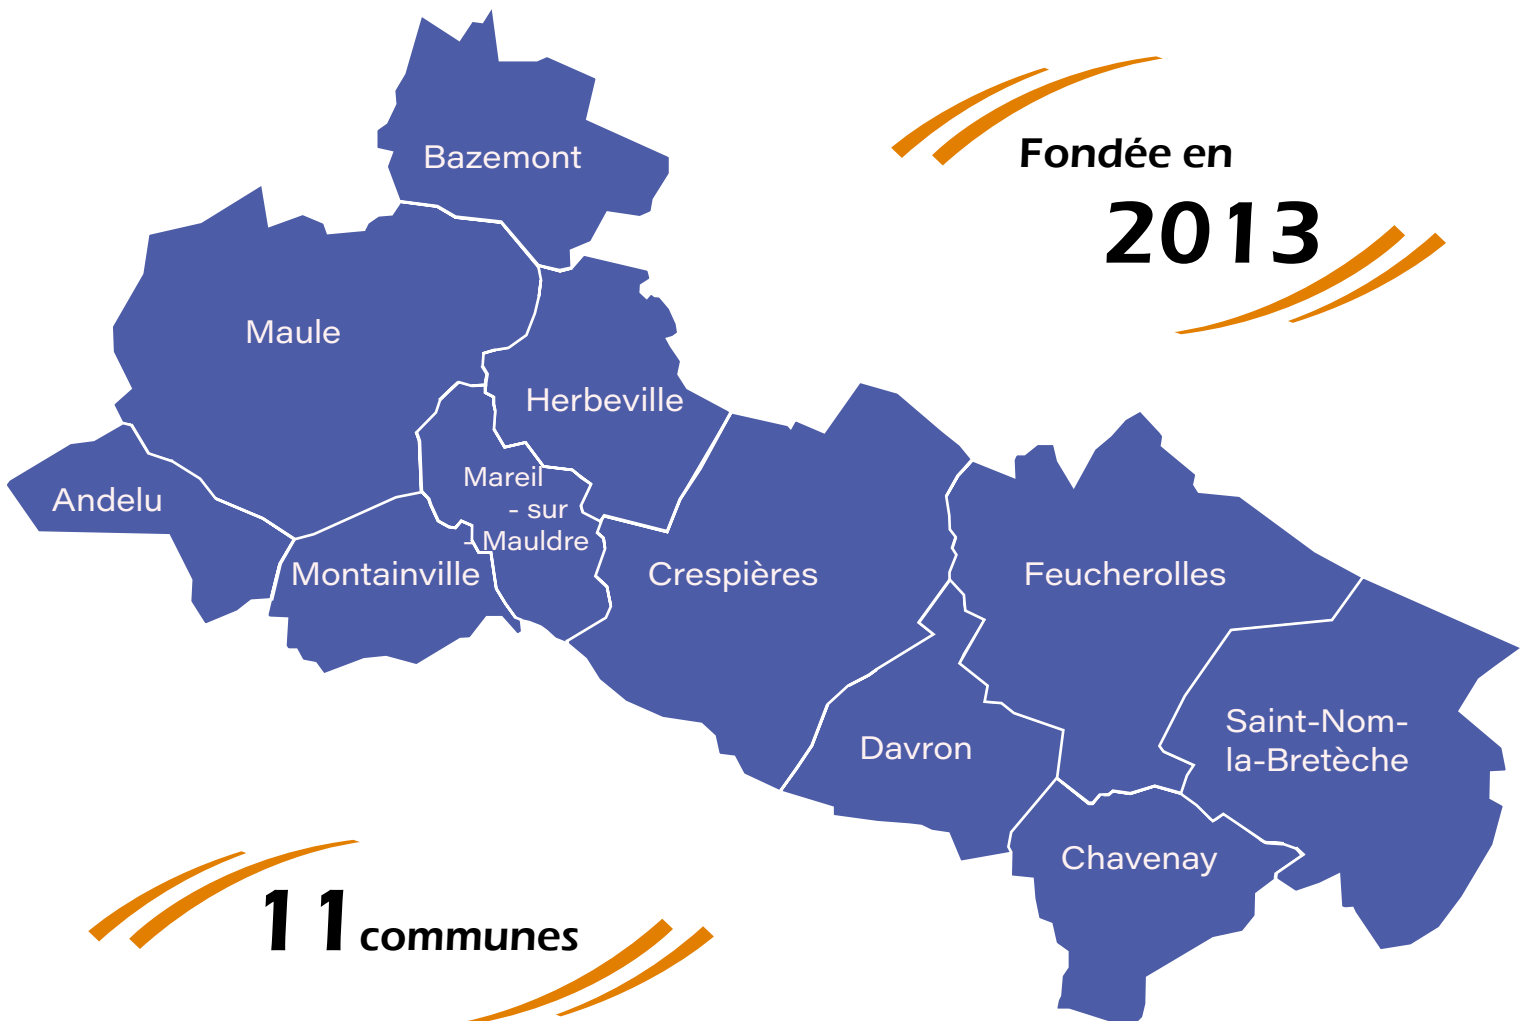 Bazemont
Fondée en
2013
Maule
Herbeville
Mareil
- sur
- Mauldre
Andelu
Montainville
Crespières
Feucherolles
Saint-Nom-
la-Bretèche
Davron
Chavenay
11 communes